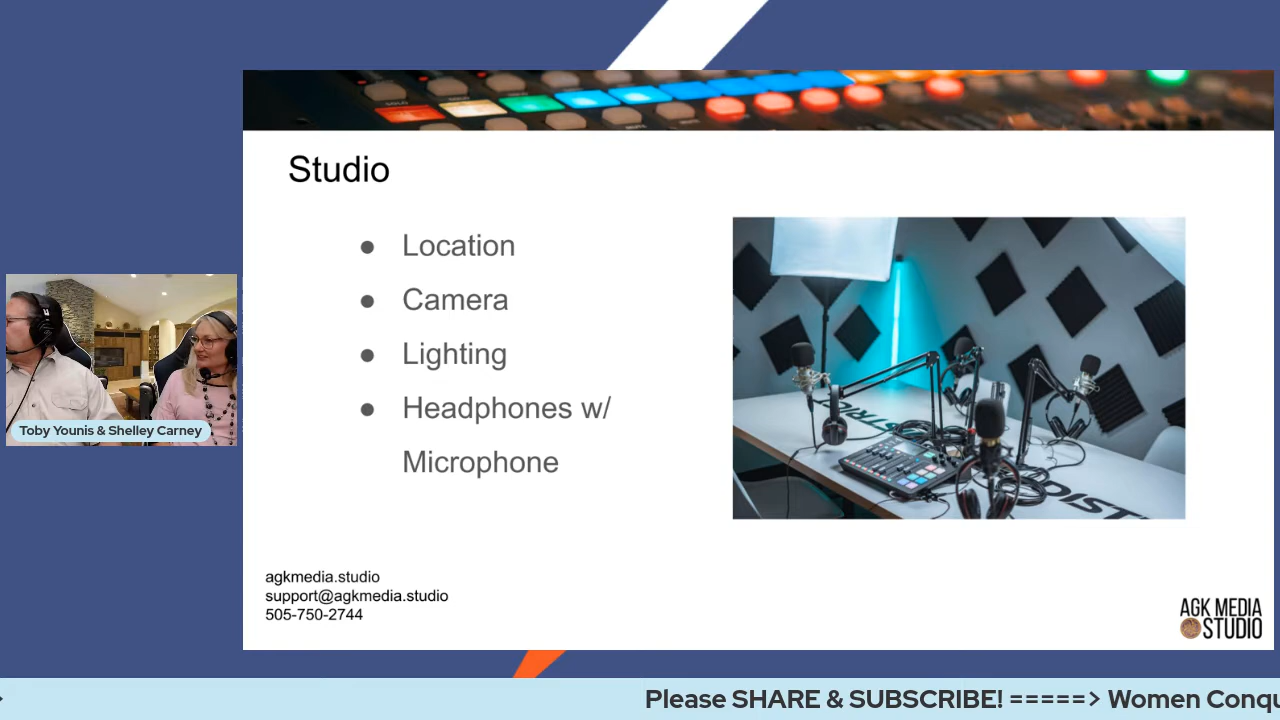 Studio
● Location
● Camera
● Lighting
● Headphones w/
Microphone
Toby Younis & Shelley Carney
agkmedia.studio
support@agkmedia.studio
505-750-2744
AGK MEDIA
STUDIO
Please SHARE & SUBSCRIBE! =====> Women Conqu